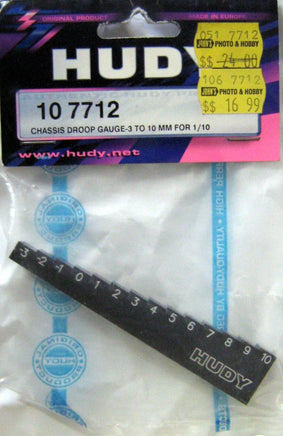 ORIGINAL PRODUCT
MADE IN EUROPE
HUDY
051 7712
JOHN'S PHOTO & HOBBY
$$ 24 00
106 7712
JOHN'S PHOTO & HOBBY
$$ 16 99
10 7712
CHASSIS DROOP GAUGE-3 TO 10 MM FOR 1/10
www.hudy.net
-3 -2 -1 0 1 2 3 4 5 6 7 8 9 10
HUDY